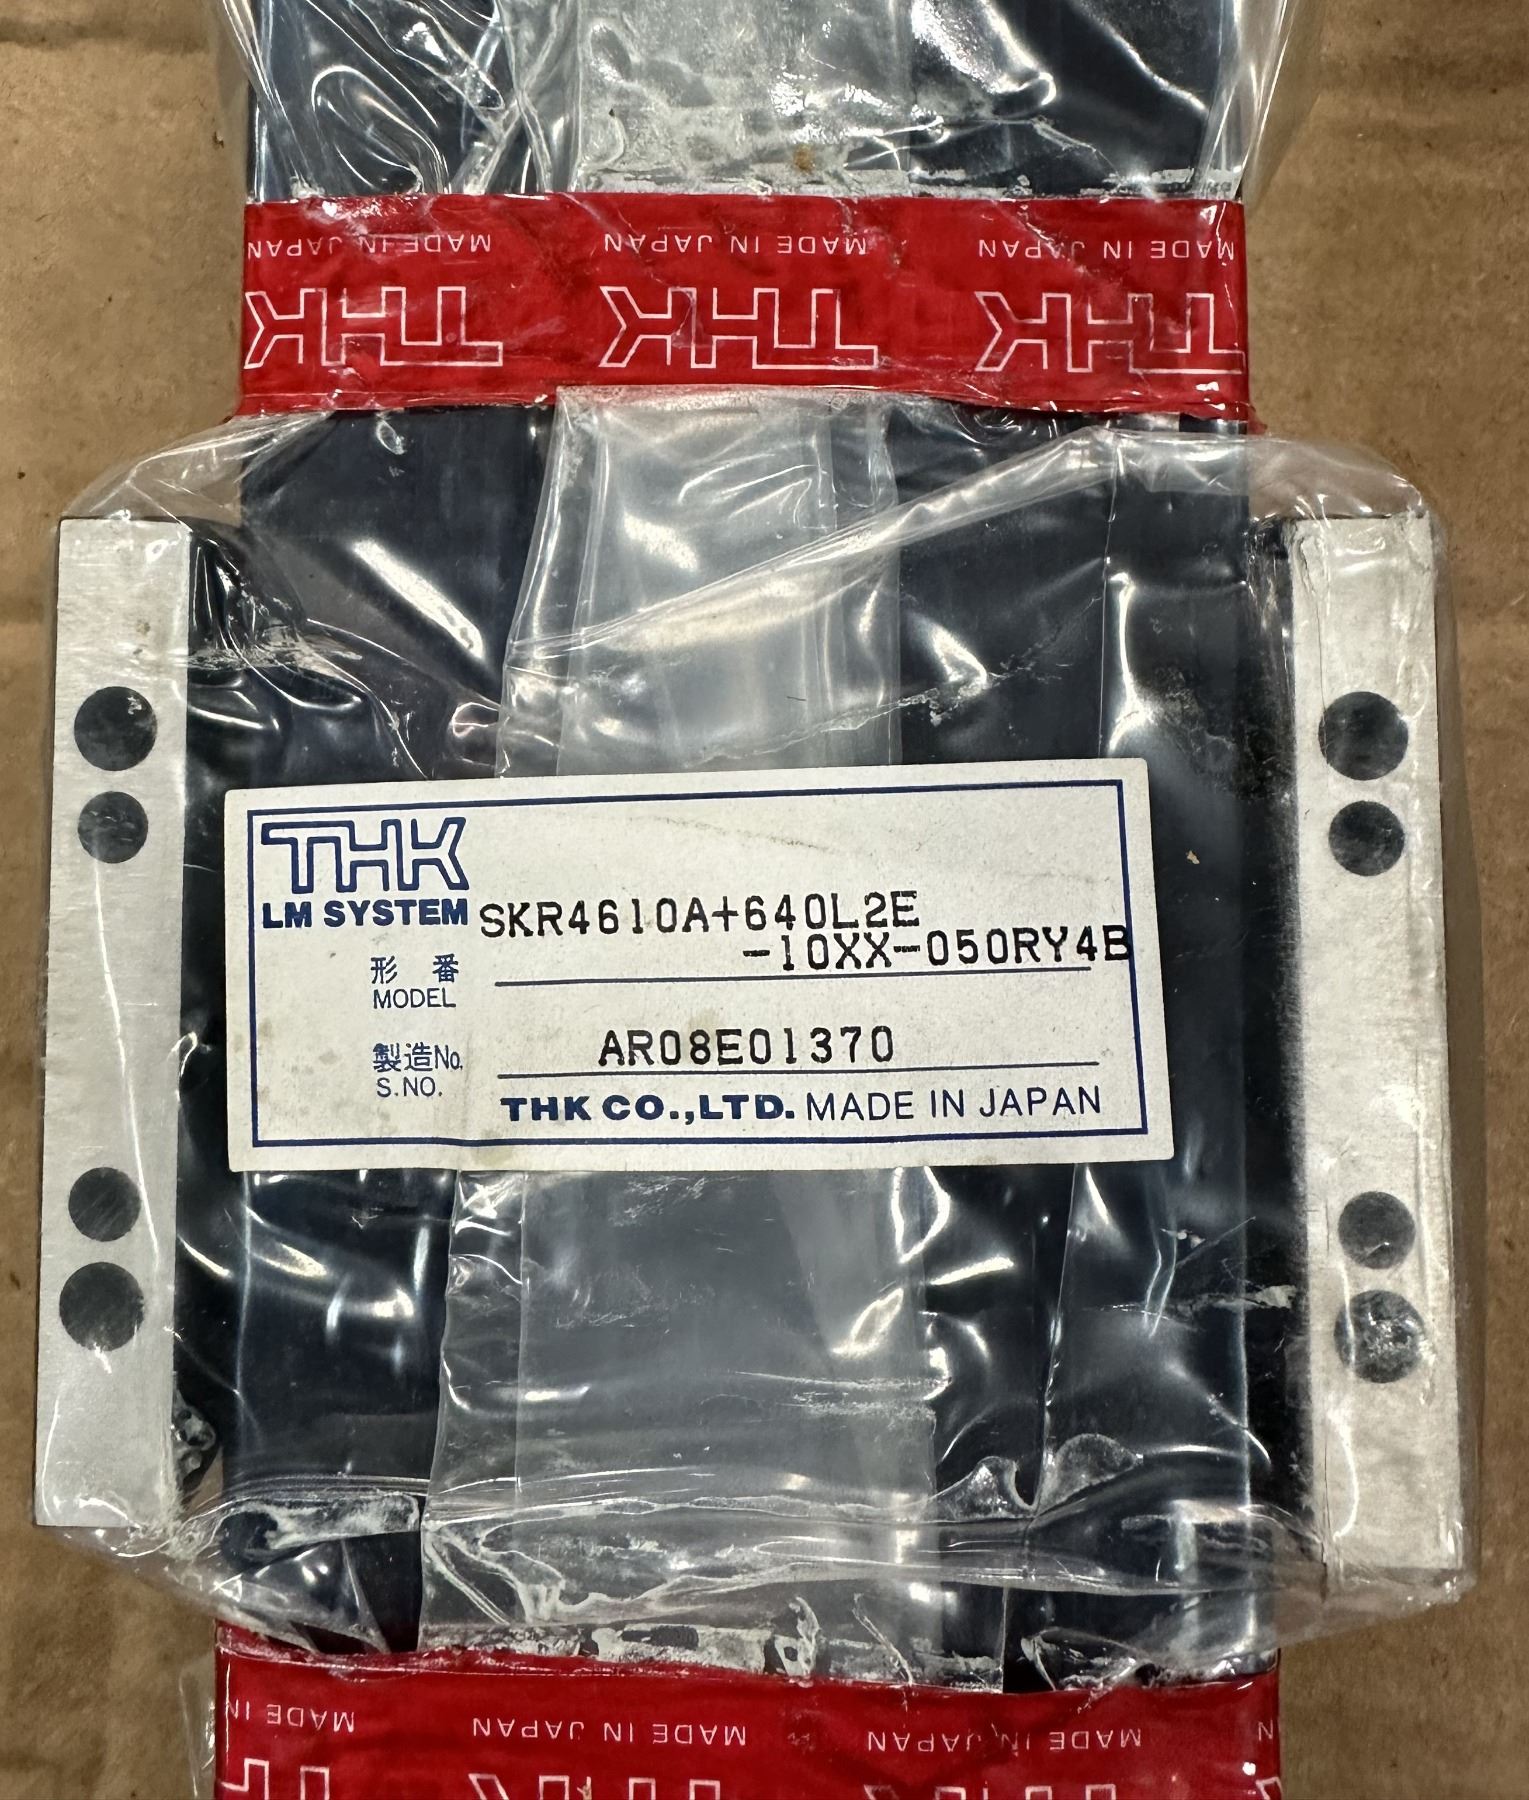 MADE IN JAPAN MADE IN JAPAN MADE IN JAPAN
THK THK THK
THK
LM SYSTEM
SKR4610A+640L2E
-10XX-050RY4B
形 番
MODEL
AR08E01370
製造No.
S.NO.
THK CO.,LTD. MADE IN JAPAN
MADE IN MADE IN JAPAN MADE IN JAPAN N
THK THK